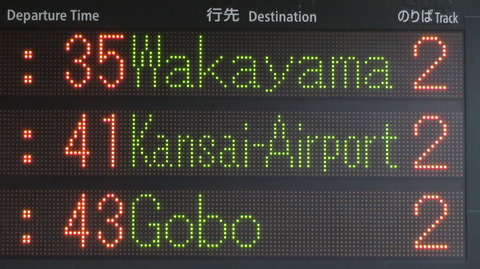 Departure Time 行先 Destination のりば Track
: 35 Wakayama 2
: 41 Kansai-Airport 2
: 43 Gobo 2